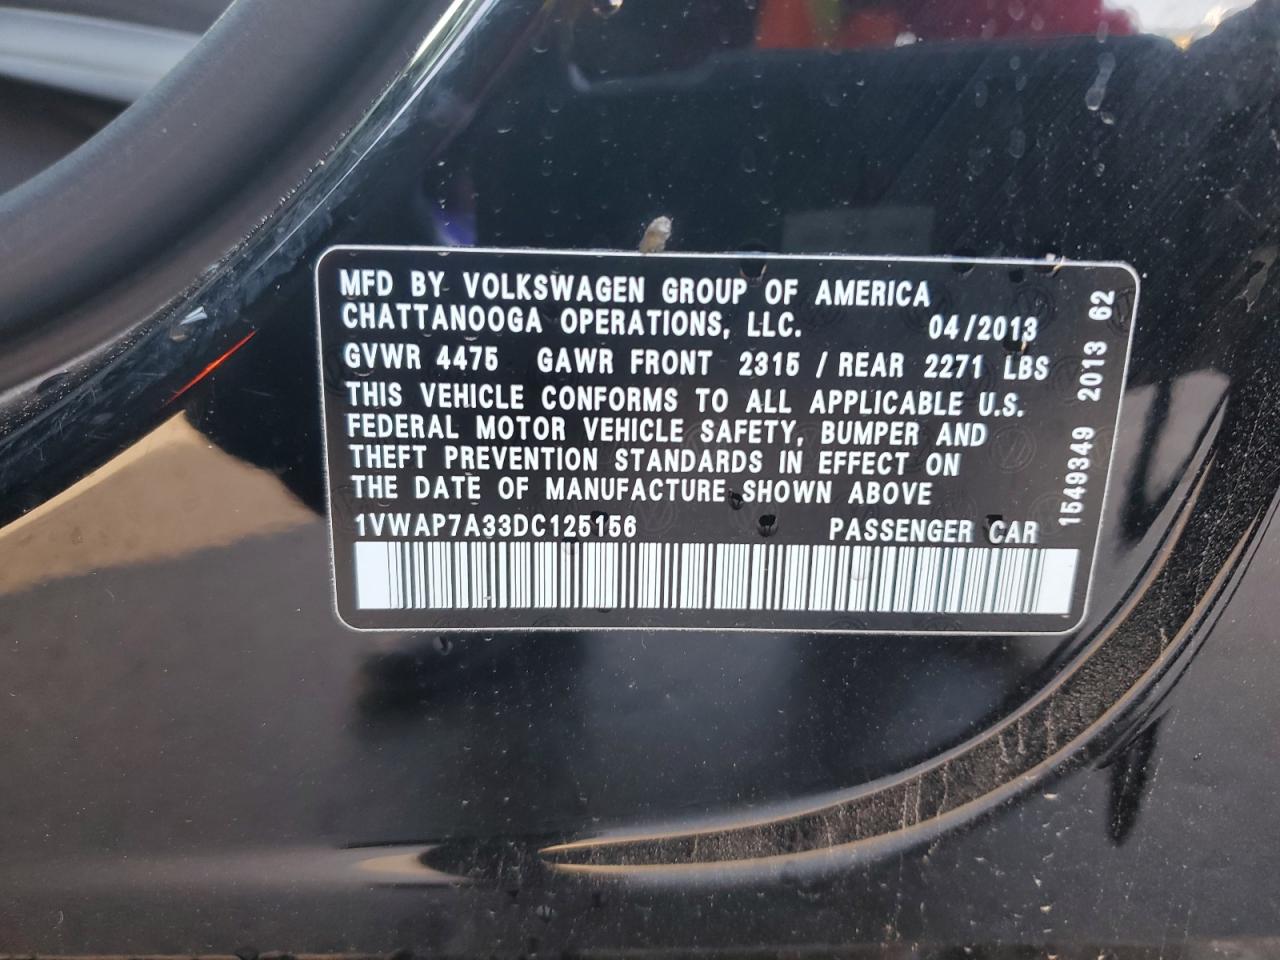 MFD BY VOLKSWAGEN GROUP OF AMERICA
CHATTANOOGA OPERATIONS, LLC. 04/2013
GVWR 4475 GAWR FRONT 2315 / REAR 2271 LBS
THIS VEHICLE CONFORMS TO ALL APPLICABLE U.S.
FEDERAL MOTOR VEHICLE SAFETY, BUMPER AND
THEFT PREVENTION STANDARDS IN EFFECT ON
THE DATE OF MANUFACTURE SHOWN ABOVE
1VWAP7A33DC125156 PASSENGER CAR
1549349 2013 62